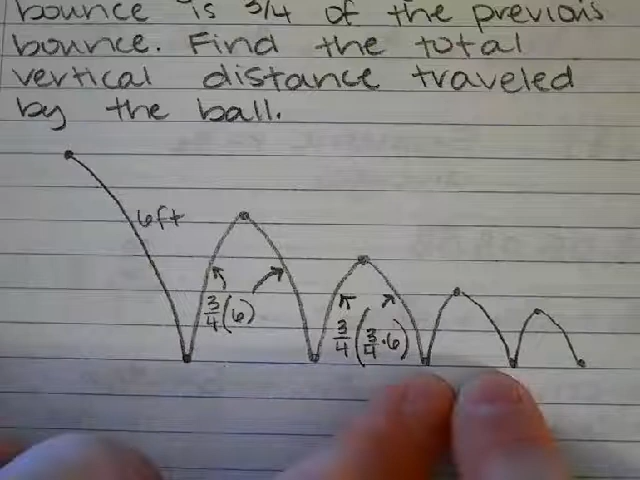 bounce is 3/4 of the previous
bounce. Find the total
vertical distance traveled
by the ball.
6ft
3/4(6)
3/4(3/4·6)